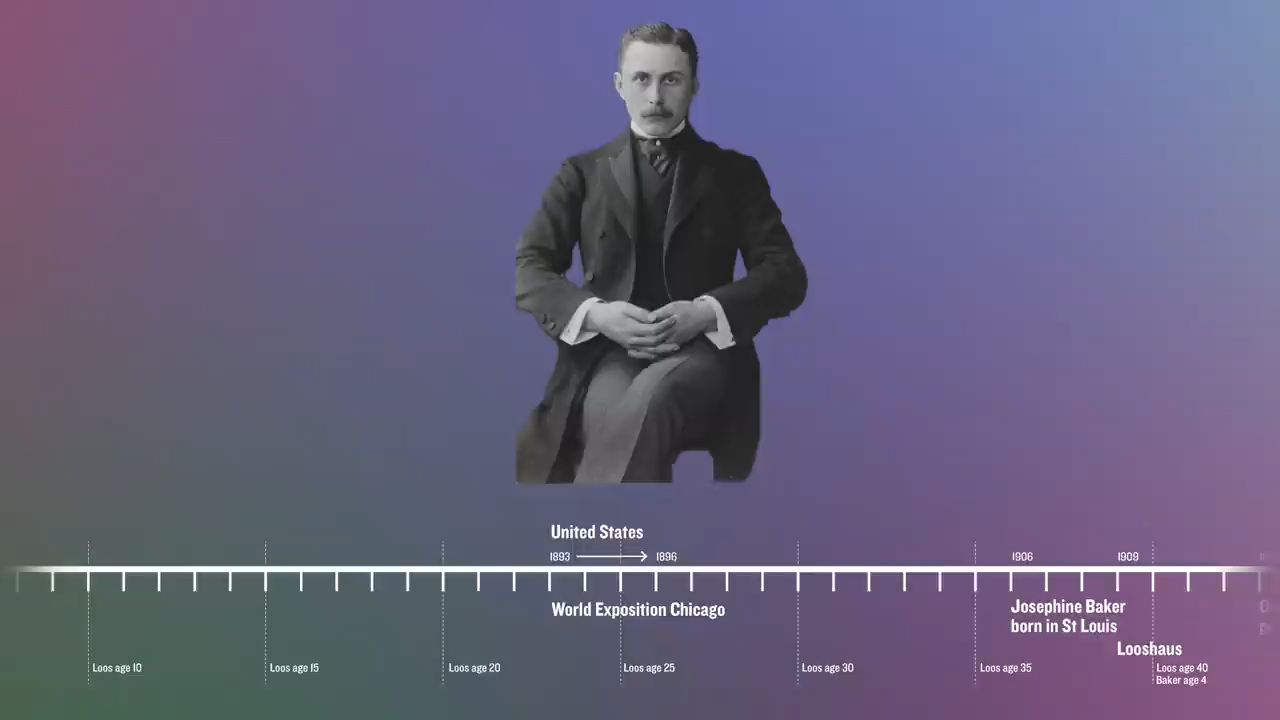 United States
1893
1896
1906
1909
World Exposition Chicago
Josephine Baker
born in St Louis
Looshaus
Loos age 10
Loos age 15
Loos age 20
Loos age 25
Loos age 30
Loos age 35
Loos age 40
Baker age 4